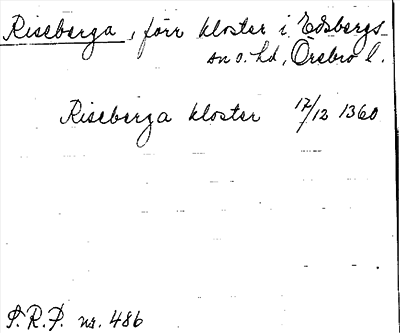 Riseberga, förr kloster i Edsbergs
sn o. hd, Örebro l.
Riseberga kloster 17/12 1360
S.R.P. nr. 486